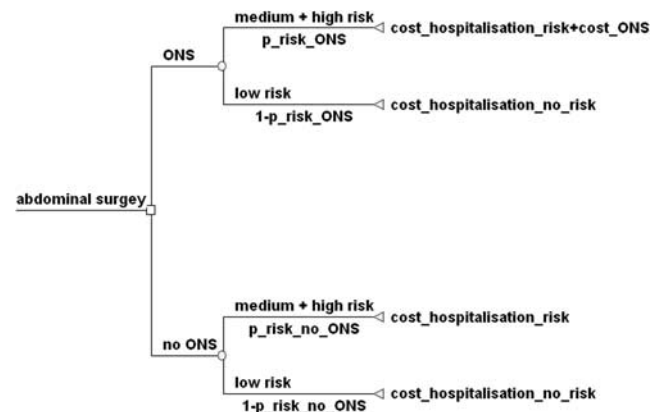 medium + high risk
p_risk_ONS
cost_hospitalisation_risk+cost_ONS
ONS
low risk
1-p_risk_ONS
cost_hospitalisation_no_risk
abdominal surgey
medium + high risk
p_risk_no_ONS
cost_hospitalisation_risk
no ONS
low risk
1-p_risk_no_ONS
cost_hospitalisation_no_risk